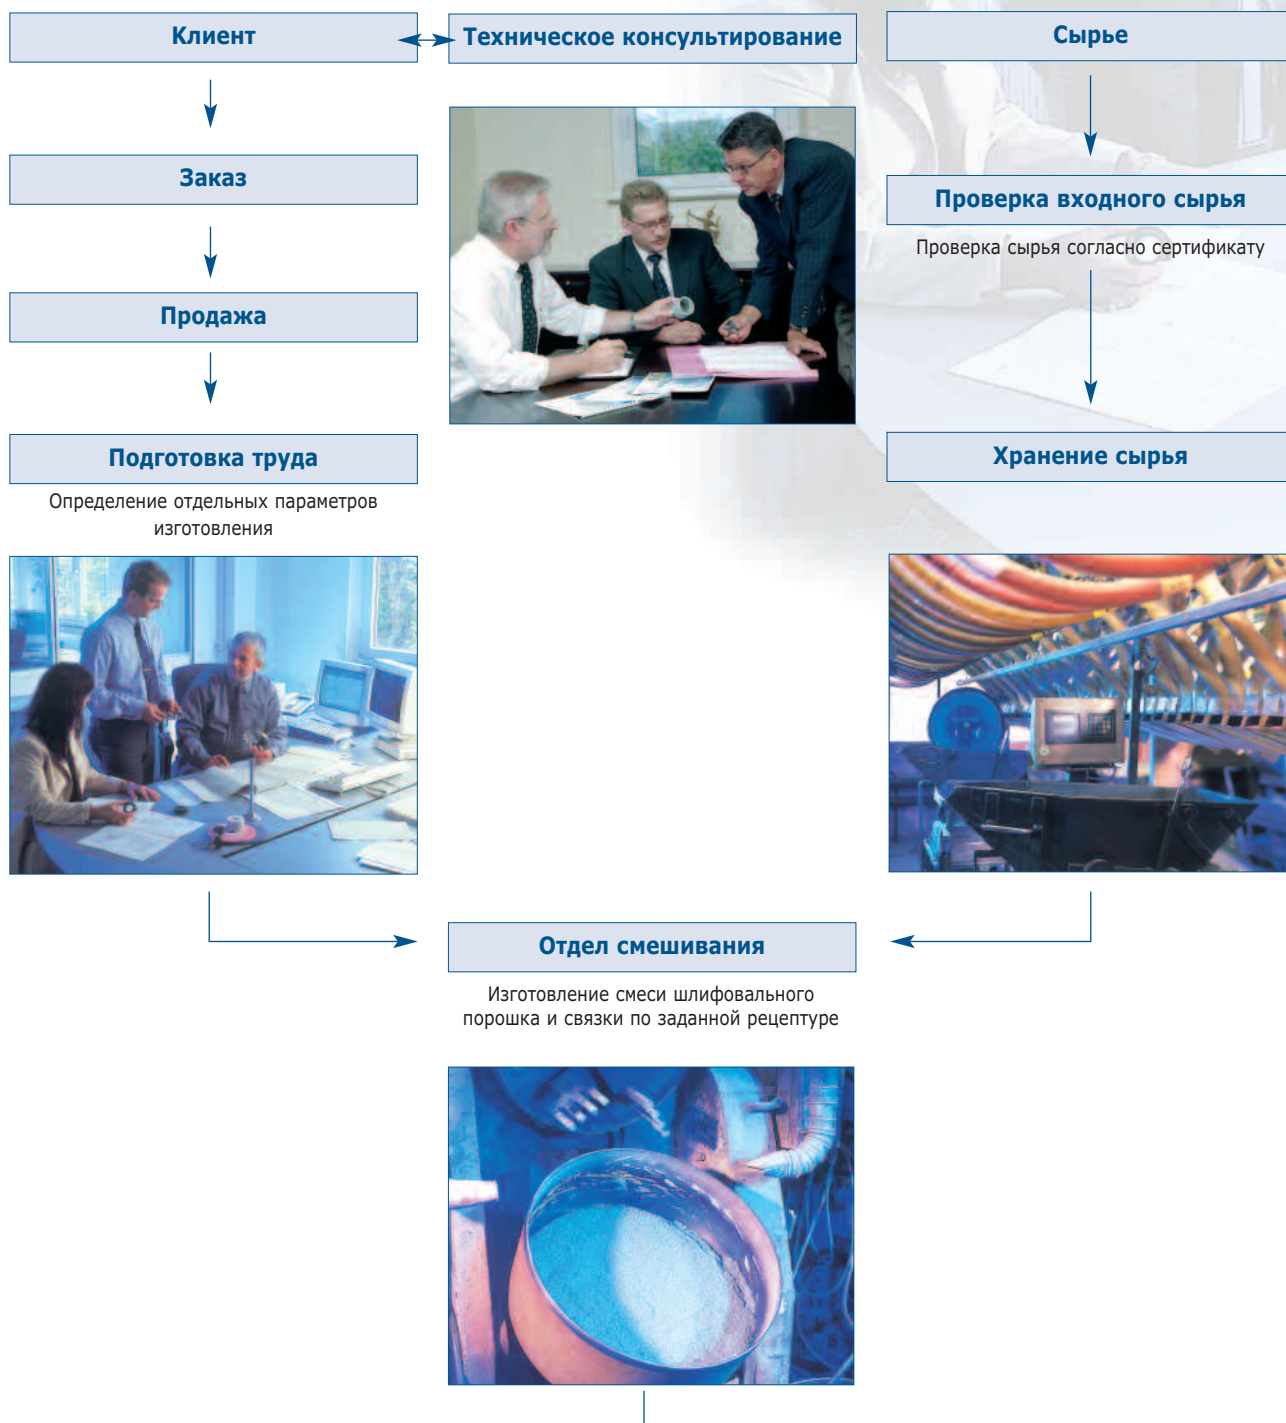 Клиент
Техническое консультирование
Сырье
Заказ
Проверка входного сырья
Проверка сырья согласно сертификату
Продажа
Подготовка труда
Определение отдельных параметров
изготовления
Хранение сырья
Отдел смешивания
Изготовление смеси шлифовального
порошка и связки по заданной рецептуре